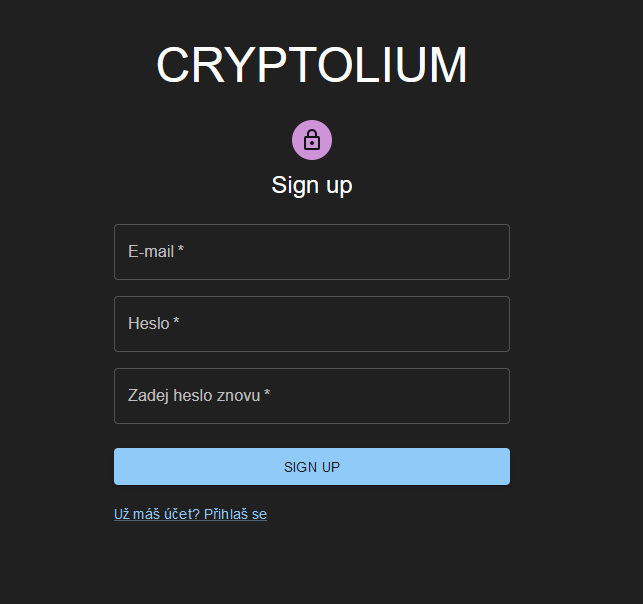 CRYPTOLIUM
Sign up
E-mail *
Heslo *
Zadej heslo znovu *
SIGN UP
Už máš účet? Přihlaš se